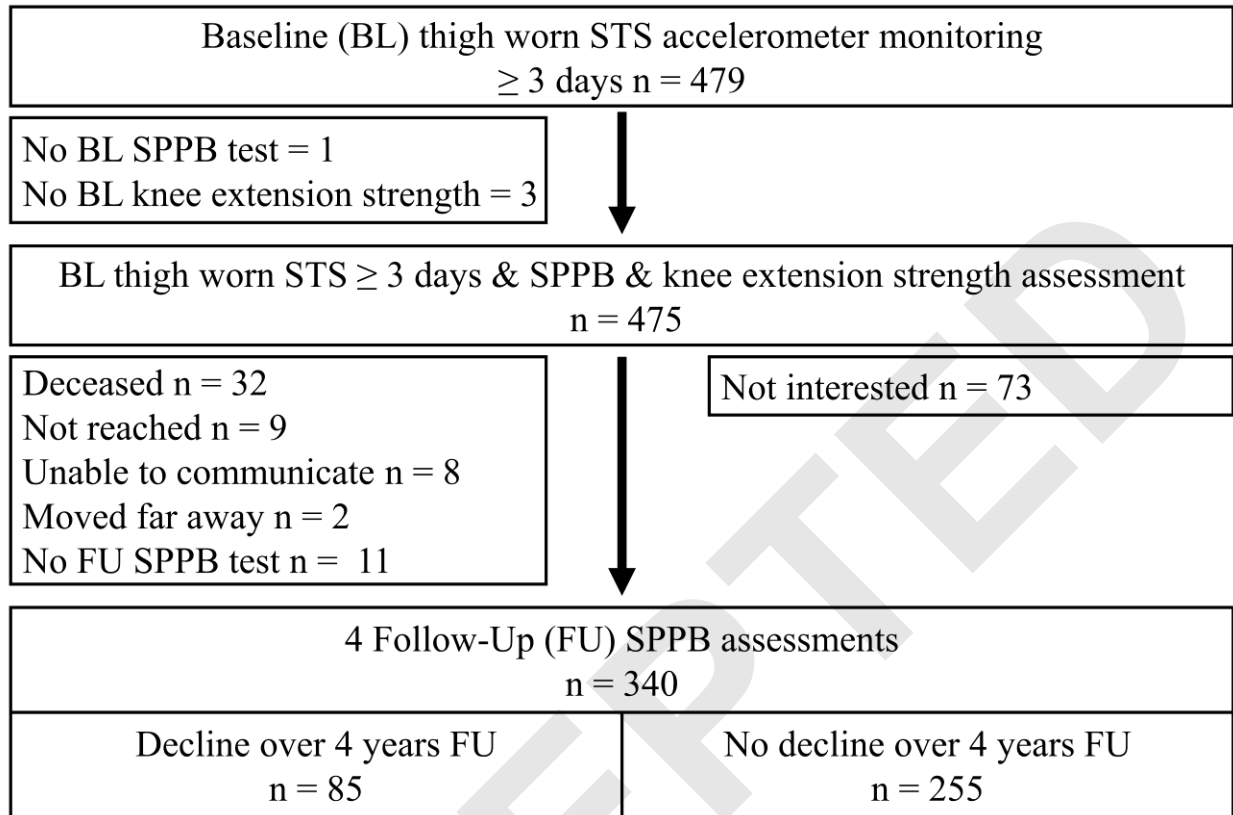 Baseline (BL) thigh worn STS accelerometer monitoring
≥ 3 days n = 479
No BL SPPB test = 1
No BL knee extension strength = 3
BL thigh worn STS ≥ 3 days & SPPB & knee extension strength assessment
n = 475
Deceased n = 32
Not reached n = 9
Unable to communicate n = 8
Moved far away n = 2
No FU SPPB test n =  11
Not interested n = 73
4 Follow-Up (FU) SPPB assessments
n = 340
Decline over 4 years FU
n = 85
No decline over 4 years FU
n = 255
PTED